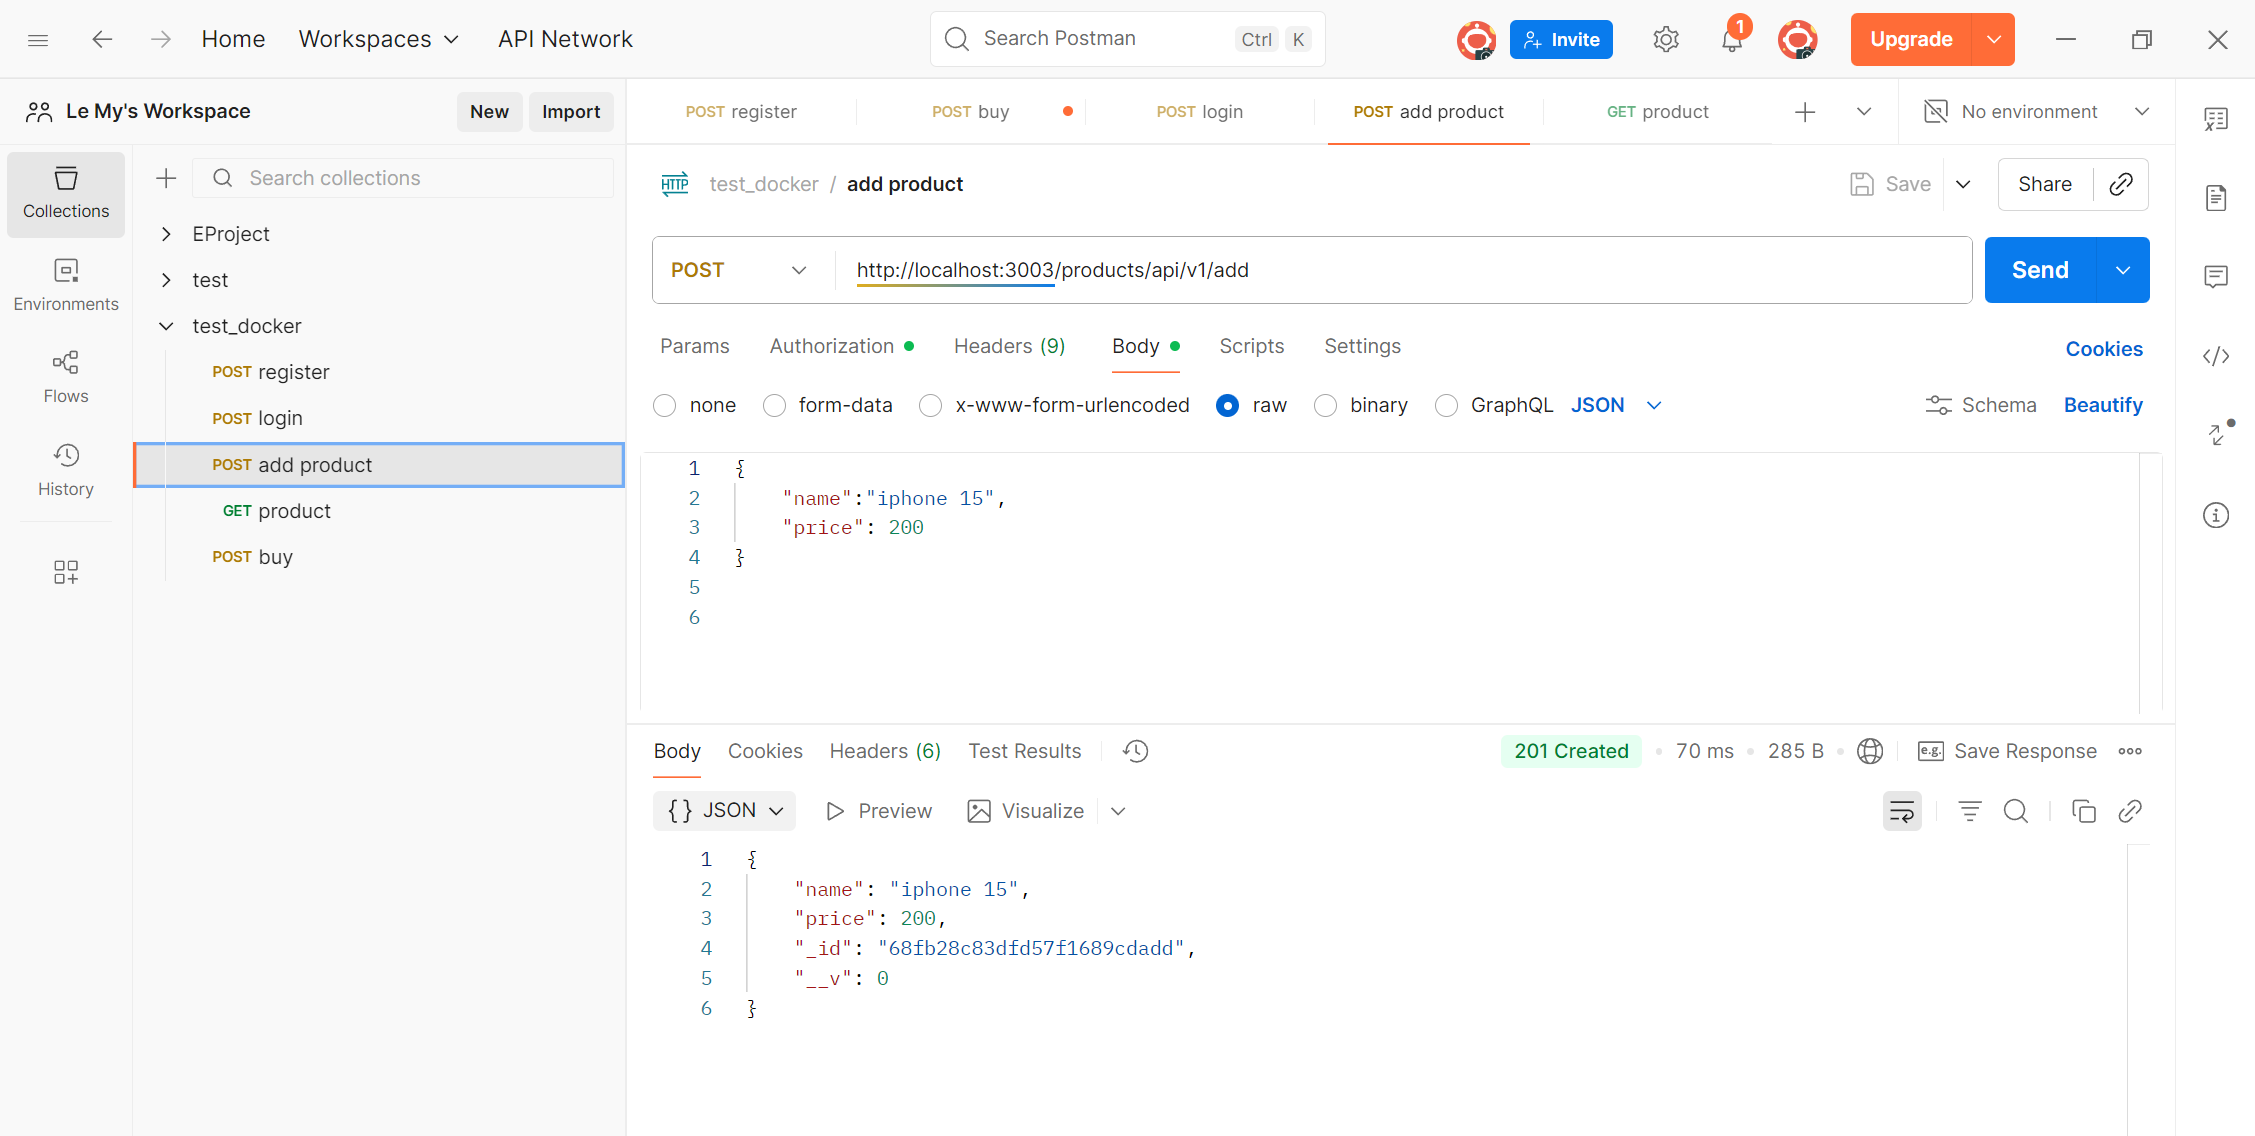 Home
Workspaces
API Network
Search Postman
Ctrl K
Invite
1
Upgrade
Le My's Workspace
New
Import
POST register
POST buy
POST login
POST add product
GET product
No environment
Collections
Environments
Flows
History
Search collections
EProject
test
test_docker
POST register
POST login
POST add product
GET product
POST buy
HTTP
test_docker / add product
Save
Share
POST
http://localhost:3003/products/api/v1/add
Send
Params
Authorization
Headers (9)
Body
Scripts
Settings
Cookies
none
form-data
x-www-form-urlencoded
raw
binary
GraphQL
JSON
Schema
Beautify
1 {
2 "name":"iphone 15",
3 "price": 200
4 }
5
6
Body
Cookies
Headers (6)
Test Results
201 Created
70 ms
285 B
e.g.
Save Response
{} JSON
Preview
Visualize
1 {
2 "name": "iphone 15",
3 "price": 200,
4 "_id": "68fb28c83dfd57f1689cdadd",
5 "__v": 0
6 }